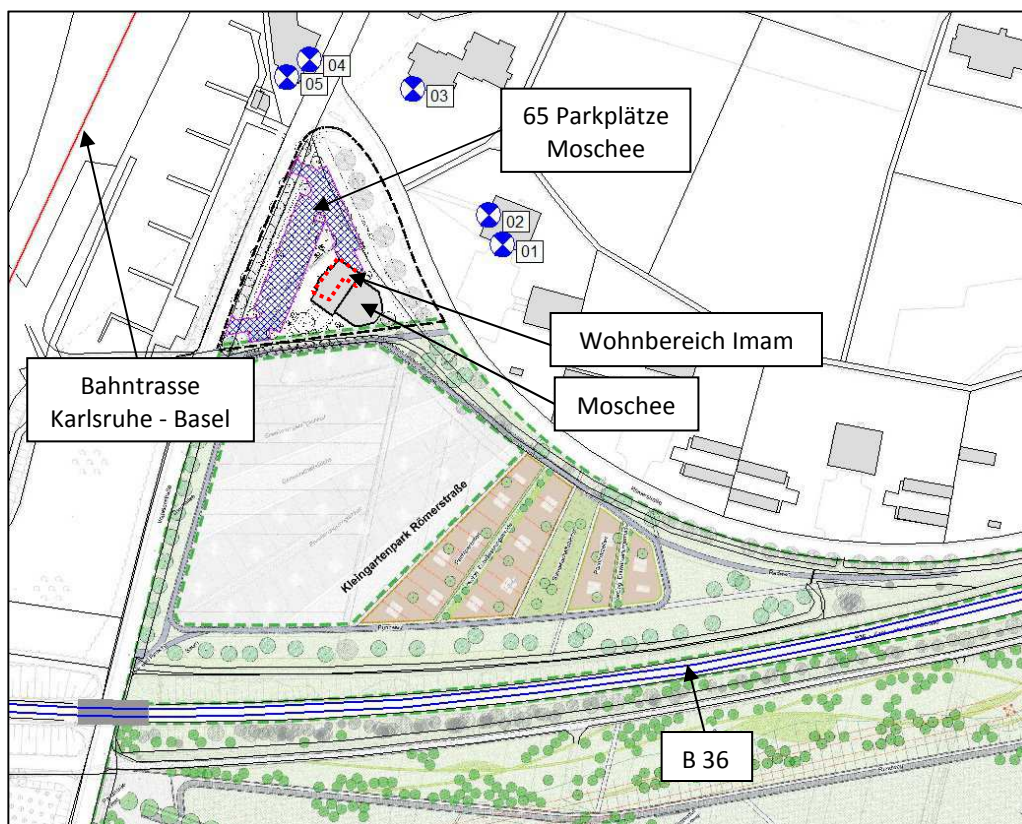 04
05
03
65 Parkplätze
Moschee
02
01
Wohnbereich Imam
Bahntrasse
Karlsruhe - Basel
Moschee
Kleingartenpark Römerstraße
B 36